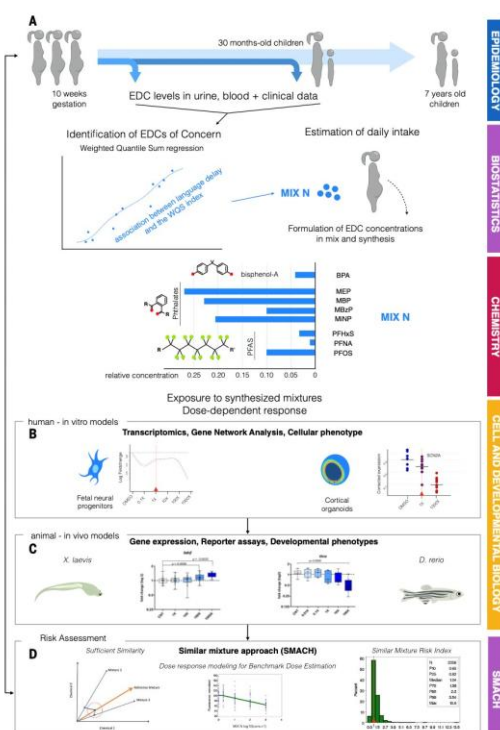 A
30 months-old children
10 weeks
gestation
7 years old
children
EDC levels in urine, blood + clinical data
EPIDEMIOLOGY
Identification of EDCs of Concern
Weighted Quantile Sum regression
association between language delay
and the WQS index
MIX N
Estimation of daily intake
Formulation of EDC concentrations
in mix and synthesis
BIOSTATISTICS
bisphenol-A
Phthalates
PFAS
BPA
MEP
MBP
MBzP
MiNP
PFHxS
PFNA
PFOS
MIX N
relative concentration
0.25
0.20
0.15
0.10
0.05
0
CHEMISTRY
Exposure to synthesized mixtures
Dose-dependent response
human - in vitro models
B
Transcriptomics, Gene Network Analysis, Cellular phenotype
Fetal neural
progenitors
Cortical
organoids
animal - in vivo models
C
Gene expression, Reporter assays, Developmental phenotypes
X. laevis
D. rerio
CELL AND DEVELOPMENTAL BIOLOGY
Risk Assessment
D
Sufficient Similarity
Similar mixture approach (SMACH)
Dose response modeling for Benchmark Dose Estimation
Similar Mixture Risk Index
SMACH